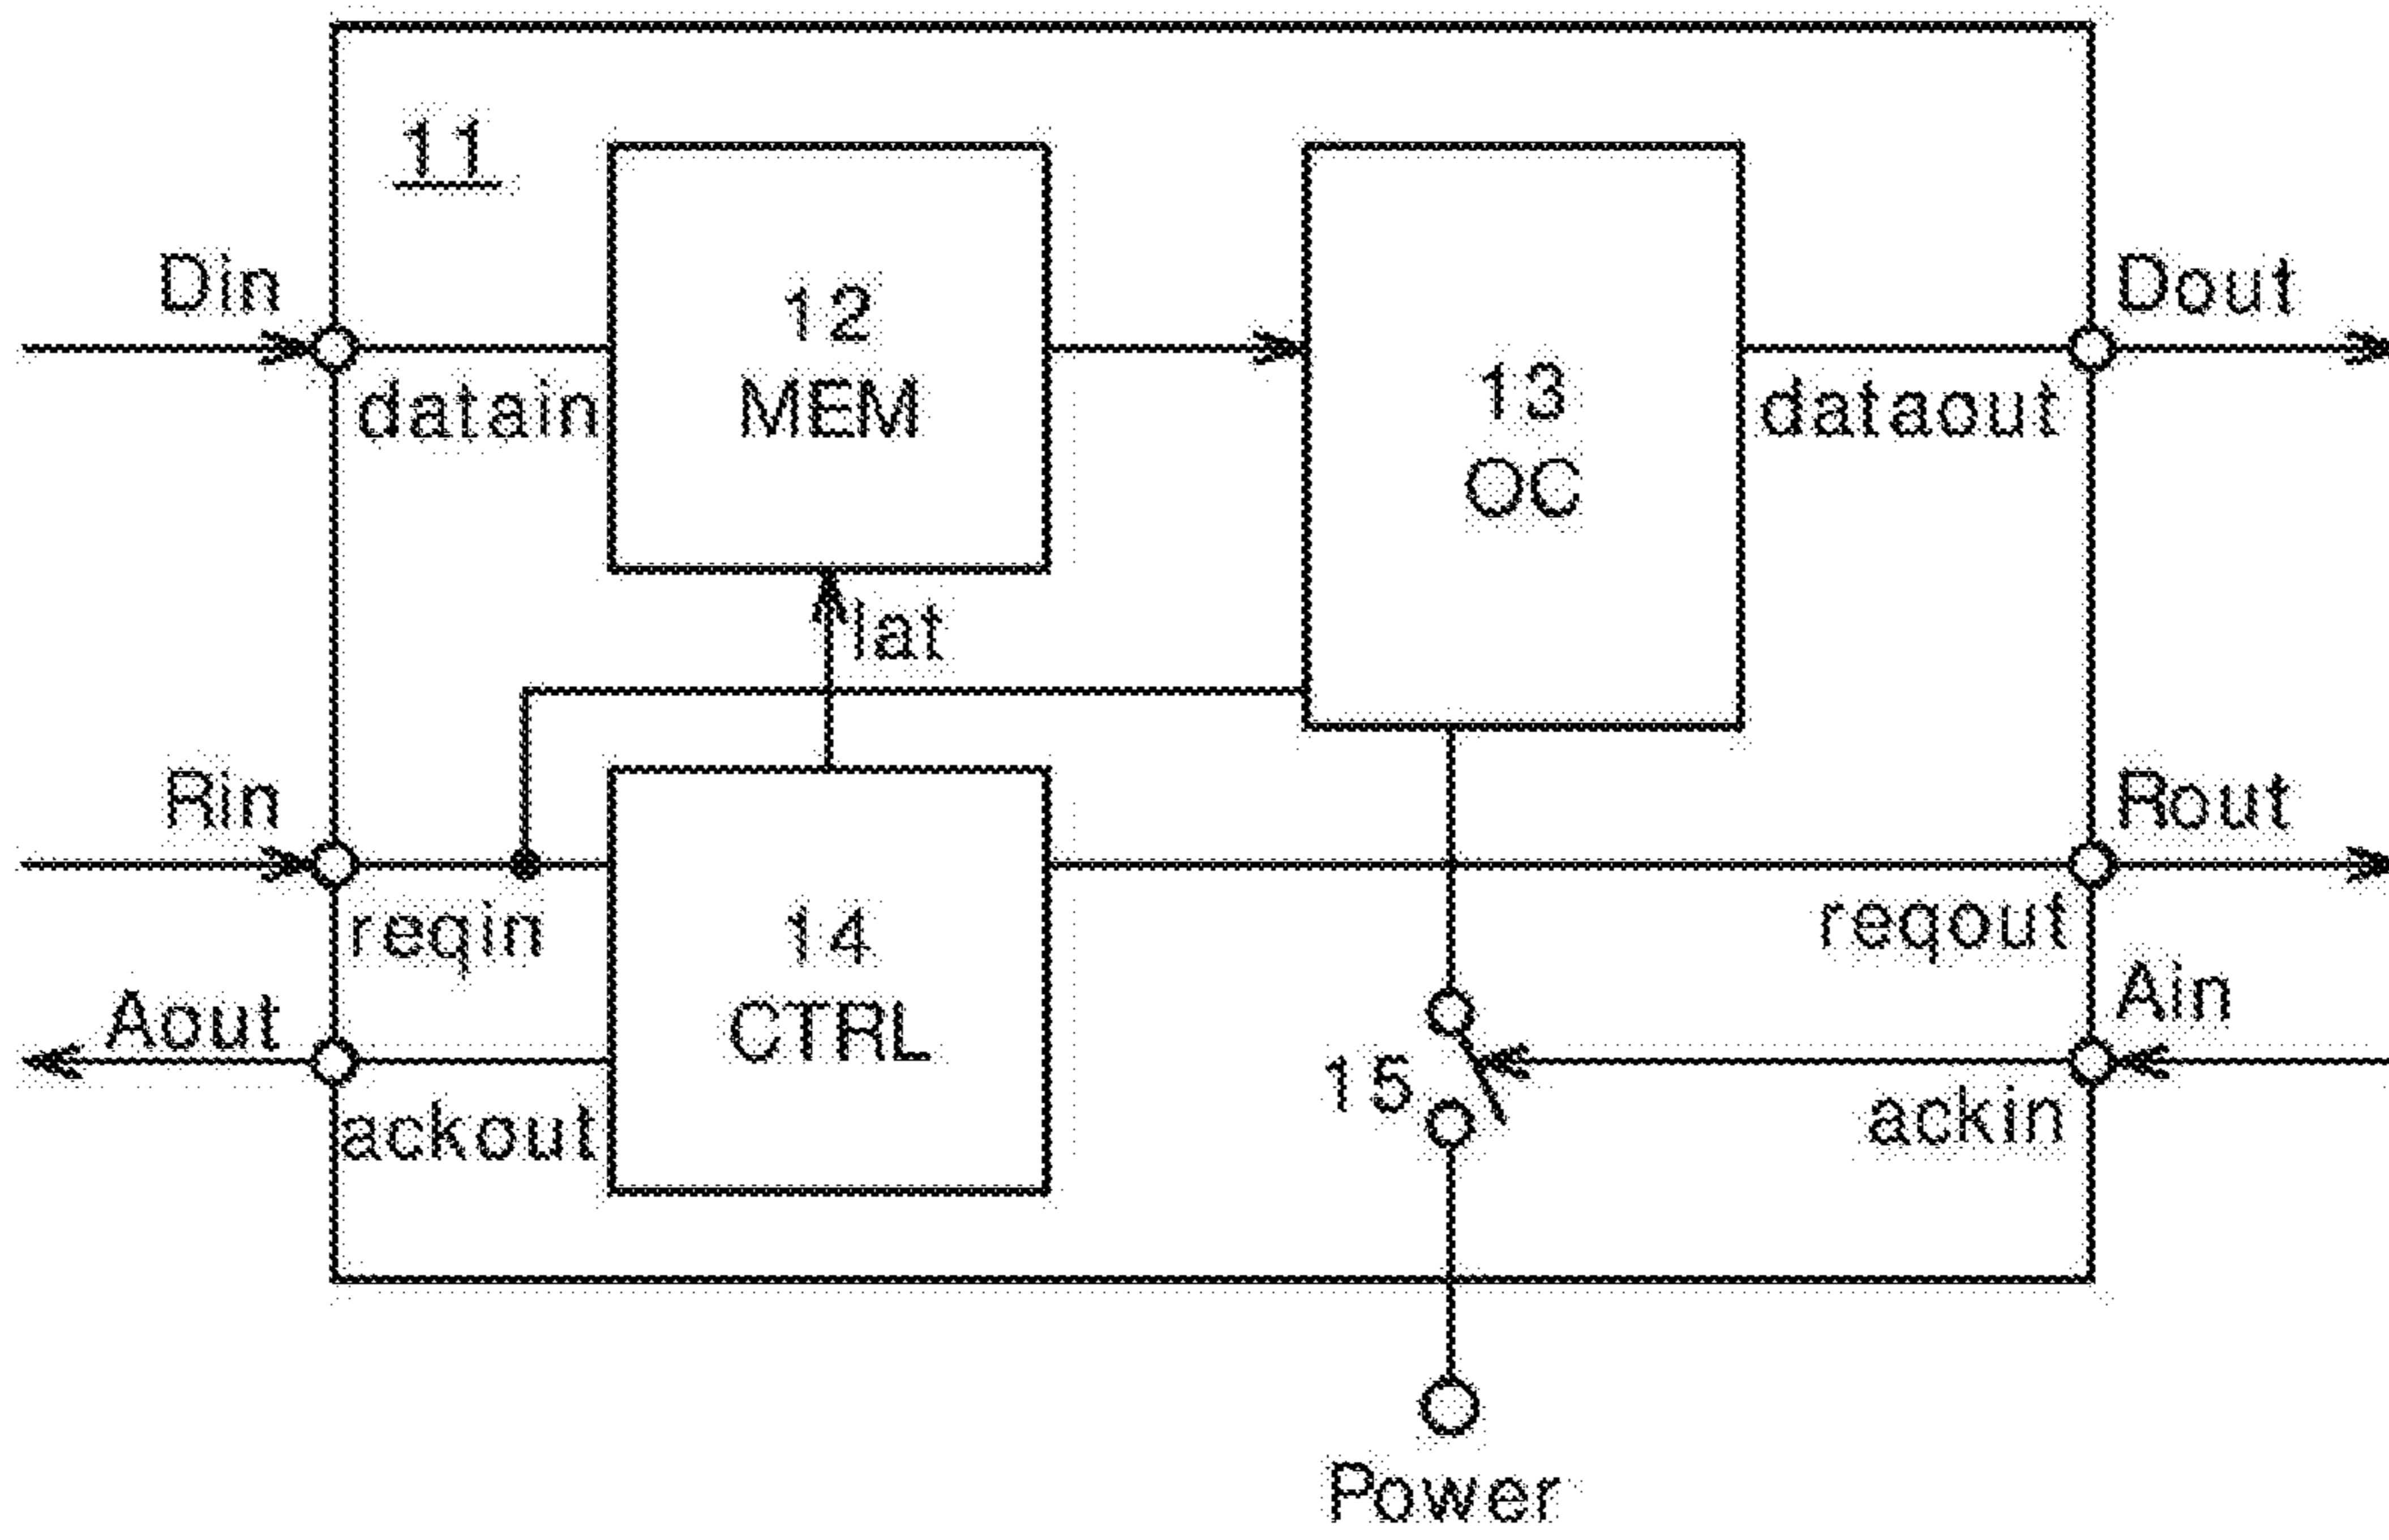 11
Din
datain
12
MEM
13
OC
Dout
dataout
lat
Rin
reqin
Aout
ackout
14
CTRL
Rout
reqout
Ain
ackin
15
Power